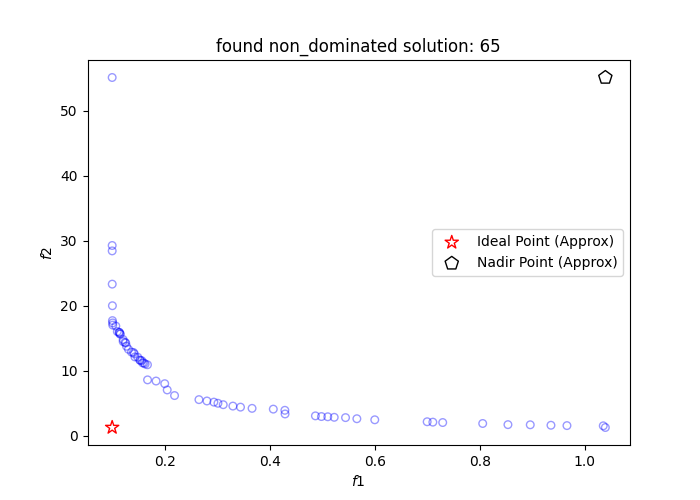 found non_dominated solution: 65
50
40
30
20
10
0
f2
Ideal Point (Approx)
Nadir Point (Approx)
0.2 0.4 0.6 0.8 1.0
f1